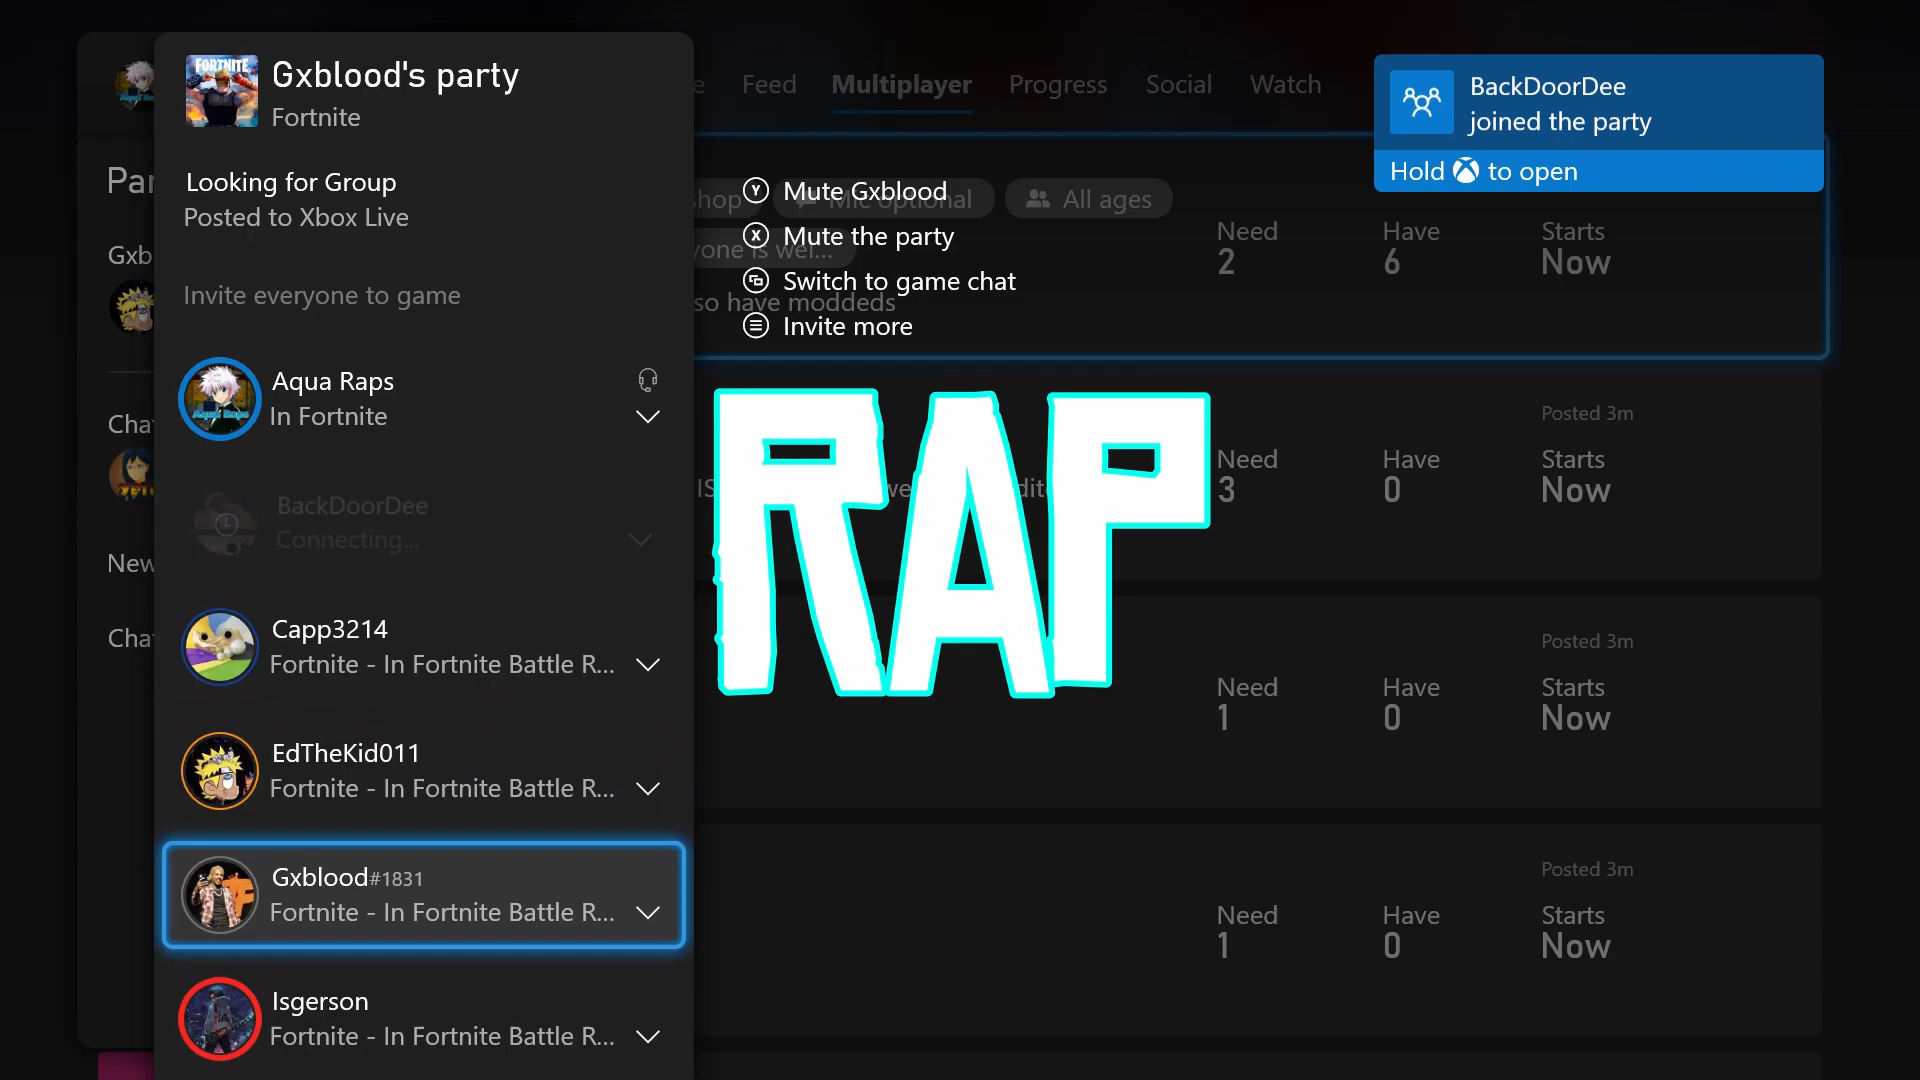 FORTNITE
Gxblood's party
Fortnite
Looking for Group
Posted to Xbox Live
Invite everyone to game
Aqua Raps
In Fortnite
BackDoorDee
Connecting...
Capp3214
Fortnite - In Fortnite Battle R...
EdTheKid011
Fortnite - In Fortnite Battle R...
Gxblood#1831
Fortnite - In Fortnite Battle R...
Isgerson
Fortnite - In Fortnite Battle R...
Feed Multiplayer Progress Social Watch
BackDoorDee
joined the party
Hold to open
Y Mute Gxblood
X Mute the party
Switch to game chat
Invite more
Mic optional
All ages
so have moddeds
RAP
Need Have Starts
2 6 Now
Posted 3m
Need Have Starts
3 0 Now
Posted 3m
Need Have Starts
1 0 Now
Posted 3m
Need Have Starts
1 0 Now